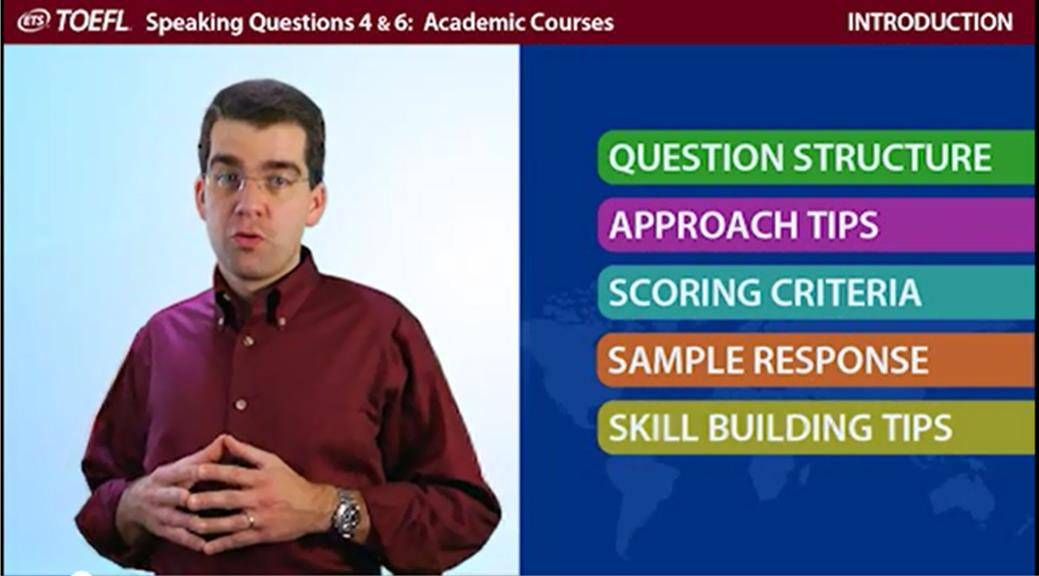 ETS TOEFL Speaking Questions 4 & 6: Academic Courses INTRODUCTION
QUESTION STRUCTURE
APPROACH TIPS
SCORING CRITERIA
SAMPLE RESPONSE
SKILL BUILDING TIPS